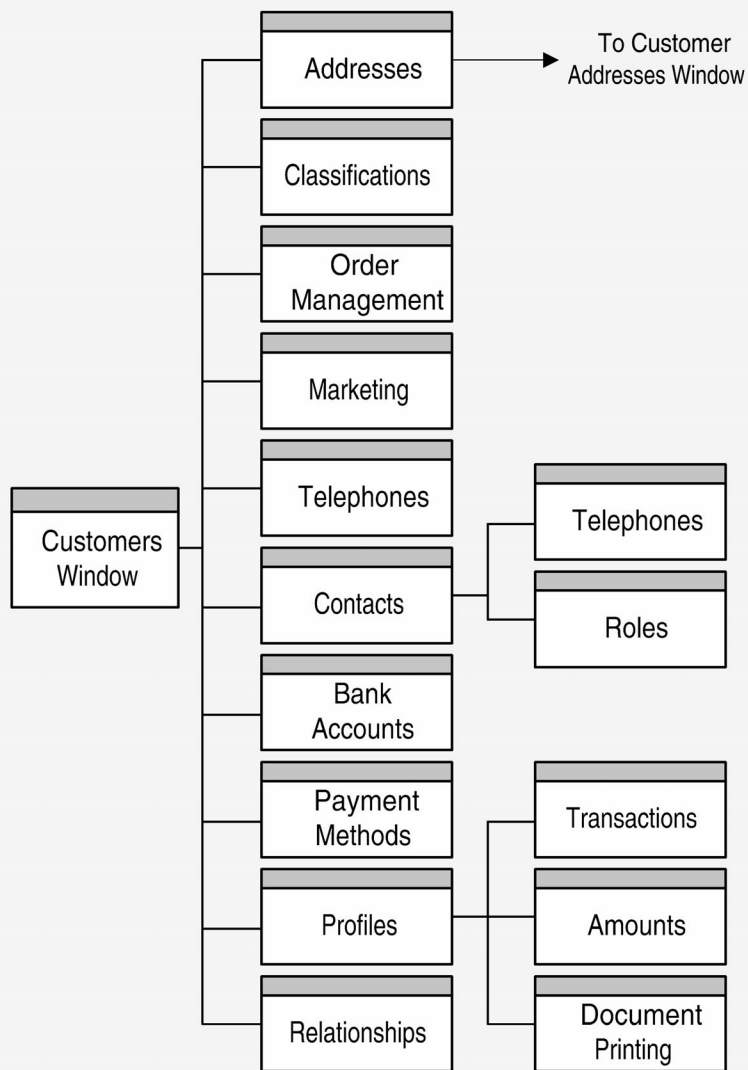 Addresses
To Customer
Addresses Window
Classifications
Order
Management
Marketing
Telephones
Customers
Window
Contacts
Telephones
Roles
Bank
Accounts
Payment
Methods
Transactions
Profiles
Amounts
Relationships
Document
Printing